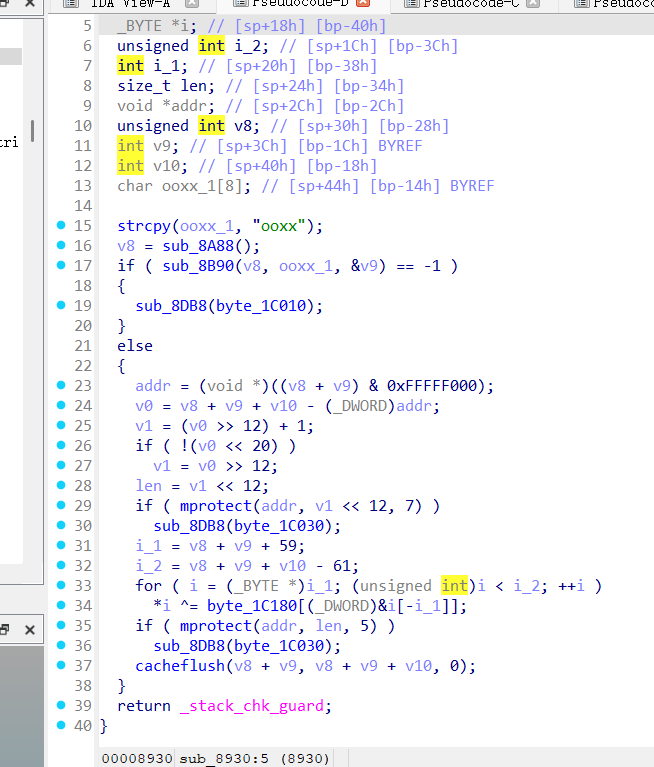 IDA View-A
Pseudocode-D
Pseudocode-C
5 _BYTE *i; // [sp+18h] [bp-40h]
6 unsigned int i_2; // [sp+1Ch] [bp-3Ch]
7 int i_1; // [sp+20h] [bp-38h]
8 size_t len; // [sp+24h] [bp-34h]
9 void *addr; // [sp+2Ch] [bp-2Ch]
10 unsigned int v8; // [sp+30h] [bp-28h]
tri
11 int v9; // [sp+3Ch] [bp-1Ch] BYREF
12 int v10; // [sp+40h] [bp-18h]
13 char ooxx_1[8]; // [sp+44h] [bp-14h] BYREF
14
15 strcpy(ooxx_1, "ooxx");
16 v8 = sub_8A88();
17 if ( sub_8B90(v8, ooxx_1, &v9) == -1 )
18 {
19 sub_8DB8(byte_1C010);
20 }
21 else
22 {
23 addr = (void *)((v8 + v9) & 0xFFFFF000);
24 v0 = v8 + v9 + v10 - (_DWORD)addr;
25 v1 = (v0 >> 12) + 1;
26 if ( !(v0 << 20) )
27 v1 = v0 >> 12;
28 len = v1 << 12;
29 if ( mprotect(addr, v1 << 12, 7) )
30 sub_8DB8(byte_1C030);
31 i_1 = v8 + v9 + 59;
32 i_2 = v8 + v9 + v10 - 61;
33 for ( i = (_BYTE *)i_1; (unsigned int)i < i_2; ++i )
34 *i ^= byte_1C180[(_DWORD)&i[-i_1]];
35 if ( mprotect(addr, len, 5) )
36 sub_8DB8(byte_1C030);
37 cacheflush(v8 + v9, v8 + v9 + v10, 0);
38 }
39 return _stack_chk_guard;
40 }
00008930 sub_8930:5 (8930)